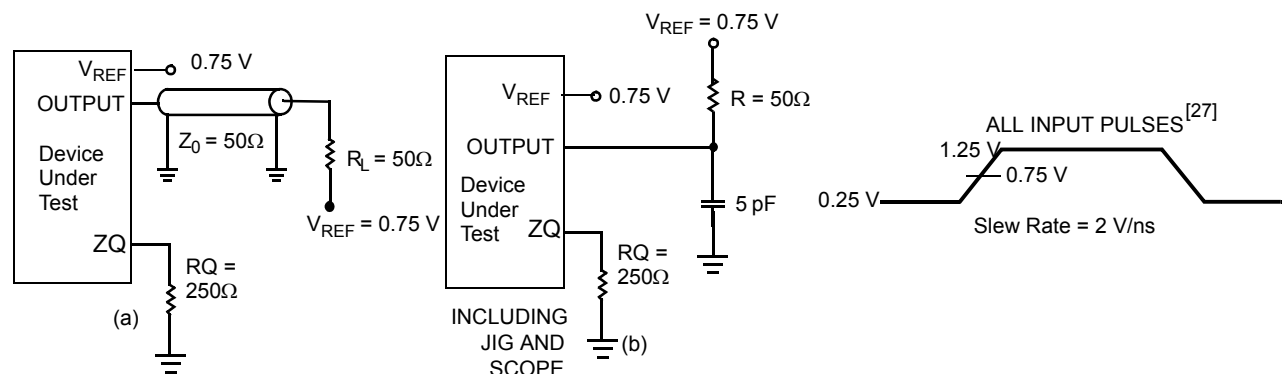 V_REF 0.75 V
OUTPUT
Z_0 = 50Ω
Device
Under
Test
R_L = 50Ω
V_REF = 0.75 V
ZQ
RQ =
250Ω
(a)
V_REF = 0.75 V
R = 50Ω
V_REF 0.75 V
OUTPUT
Device
Under
Test
5 pF
ZQ
RQ =
250Ω
INCLUDING
JIG AND
SCOPE
(b)
ALL INPUT PULSES[27]
1.25 V
0.75 V
0.25 V
Slew Rate = 2 V/ns